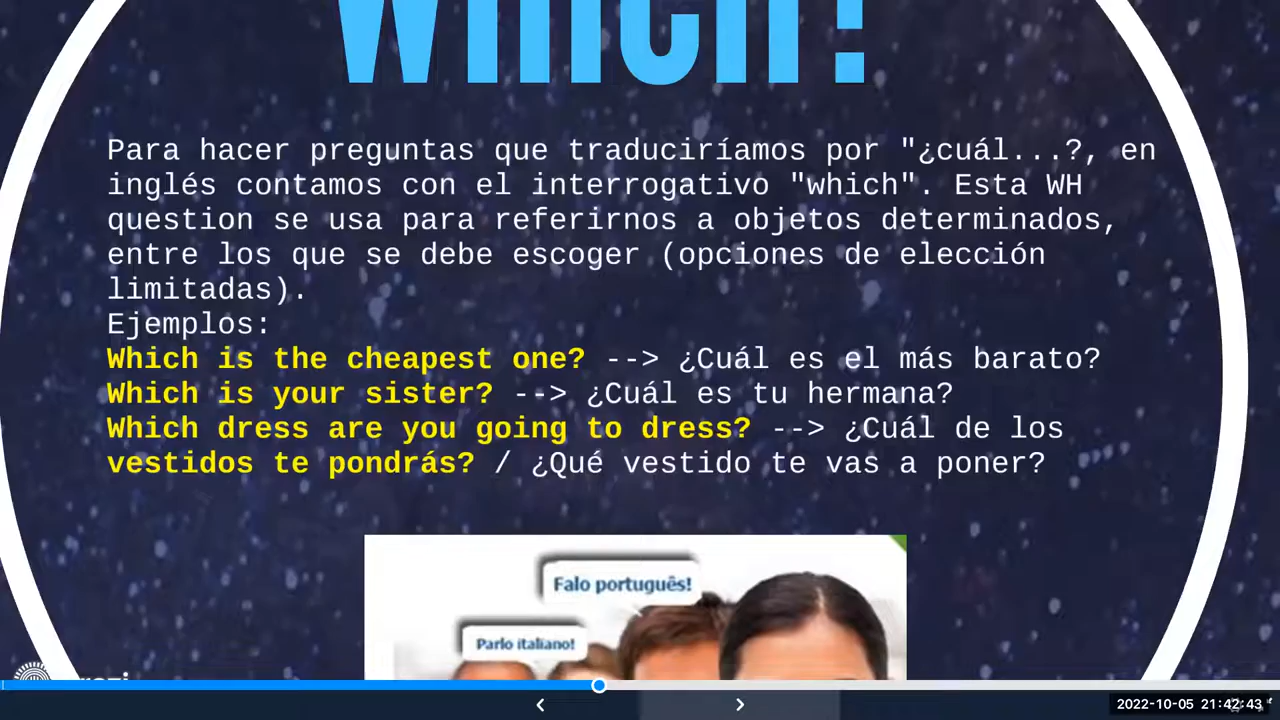 Which?
Para hacer preguntas que traduciríamos por "¿cuál...?, en
inglés contamos con el interrogativo "which". Esta WH
question se usa para referirnos a objetos determinados,
entre los que se debe escoger (opciones de elección
limitadas).
Ejemplos:
Which is the cheapest one? --> ¿Cuál es el más barato?
Which is your sister? --> ¿Cuál es tu hermana?
Which dress are you going to dress? --> ¿Cuál de los
vestidos te pondrás? / ¿Qué vestido te vas a poner?
Falo português!
Parlo italiano!
2022-10-05 21:42:43